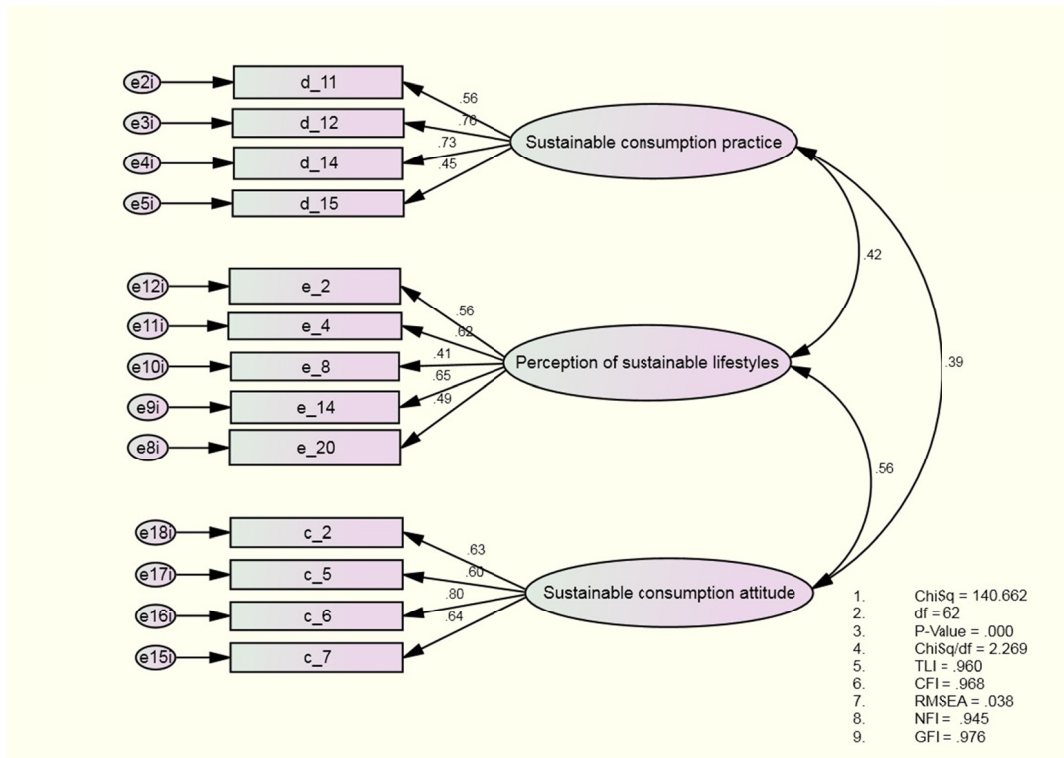 e2i
d_11
.56
e3i
d_12
.76
Sustainable consumption practice
e4i
d_14
.73
.45
e5i
d_15
.42
e12i
e_2
.56
e11i
e_4
.62
e10i
e_8
.41
Perception of sustainable lifestyles
.39
e9i
e_14
.65
.49
e8i
e_20
.56
e18i
c_2
.63
e17i
c_5
.60
Sustainable consumption attitude
e16i
c_6
.80
.64
e15i
c_7
1. ChiSq = 140.662
2. df = 62
3. P-Value = .000
4. ChiSq/df = 2.269
5. TLI = .960
6. CFI = .968
7. RMSEA = .038
8. NFI = .945
9. GFI = .976